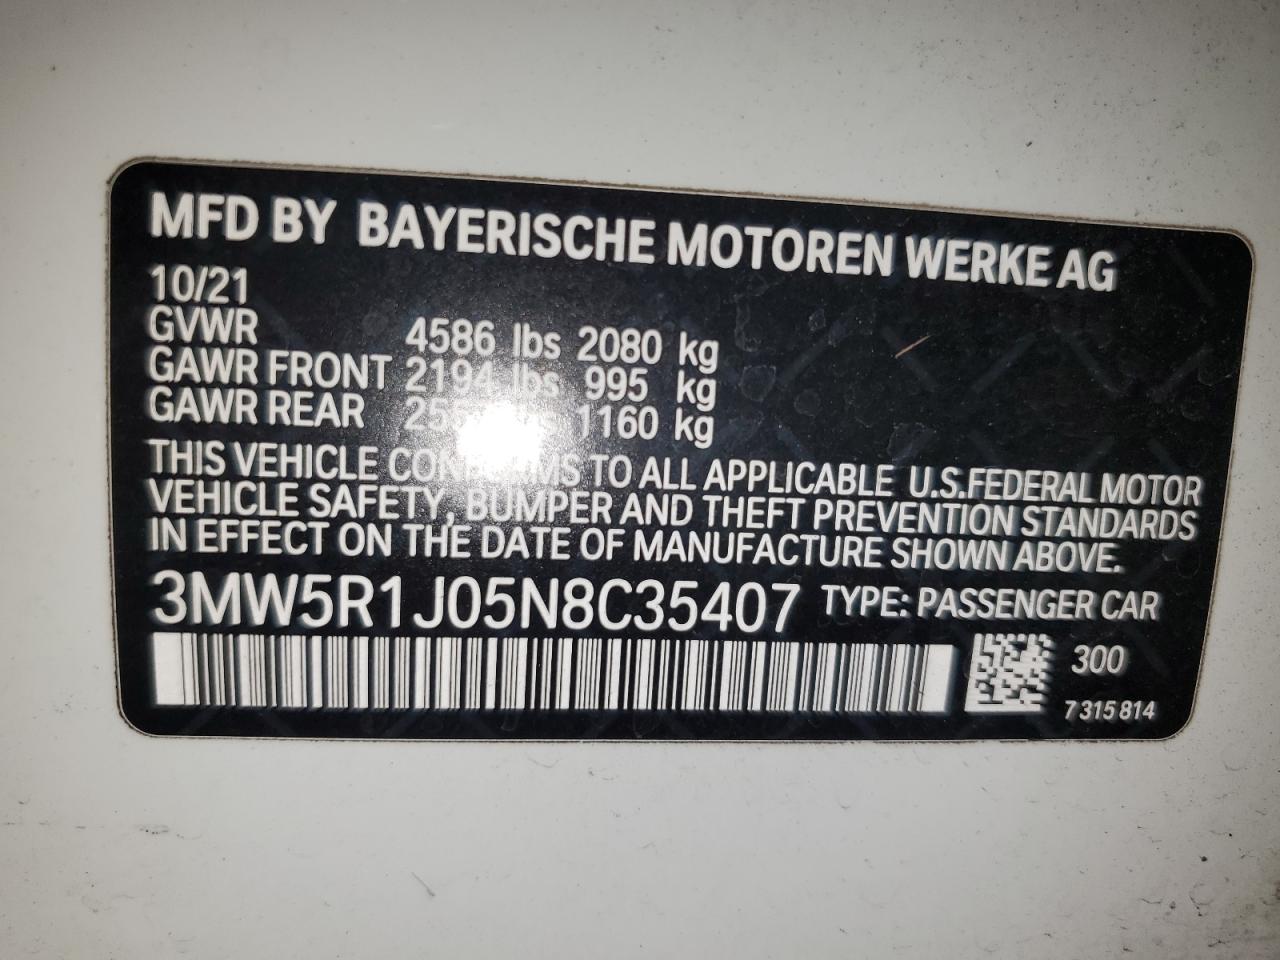 MFD BY BAYERISCHE MOTOREN WERKE AG
10/21
GVWR 4586 lbs 2080 kg
GAWR FRONT 2194 lbs 995 kg
GAWR REAR 1160 kg
THIS VEHICLE CONFORMS TO ALL APPLICABLE U.S.FEDERAL MOTOR
VEHICLE SAFETY, BUMPER AND THEFT PREVENTION STANDARDS
IN EFFECT ON THE DATE OF MANUFACTURE SHOWN ABOVE.
3MW5R1J05N8C35407 TYPE: PASSENGER CAR
300
7 315 814